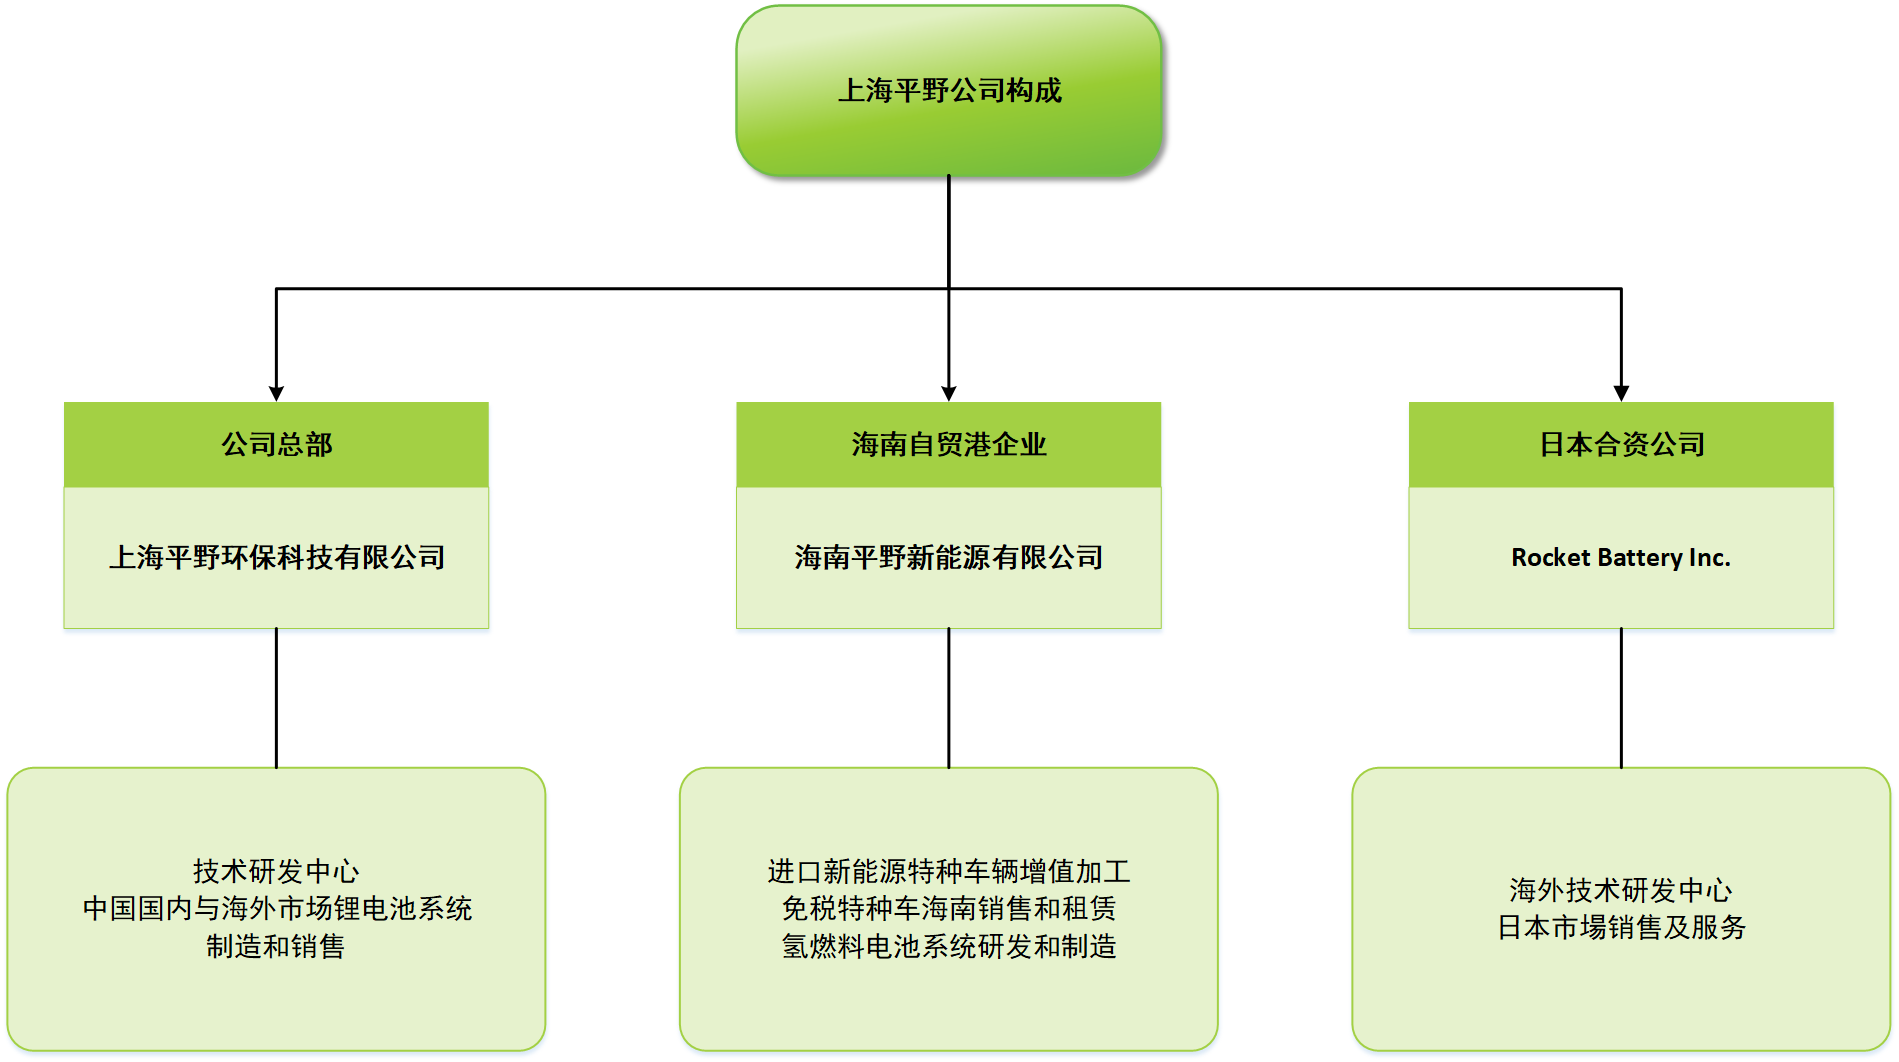 上海平野公司构成
公司总部
上海平野环保科技有限公司
技术研发中心
中国国内与海外市场锂电池系统
制造和销售
海南自贸港企业
海南平野新能源有限公司
进口新能源特种车辆增值加工
免税特种车海南销售和租赁
氢燃料电池系统研发和制造
日本合资公司
Rocket Battery Inc.
海外技术研发中心
日本市場销售及服务